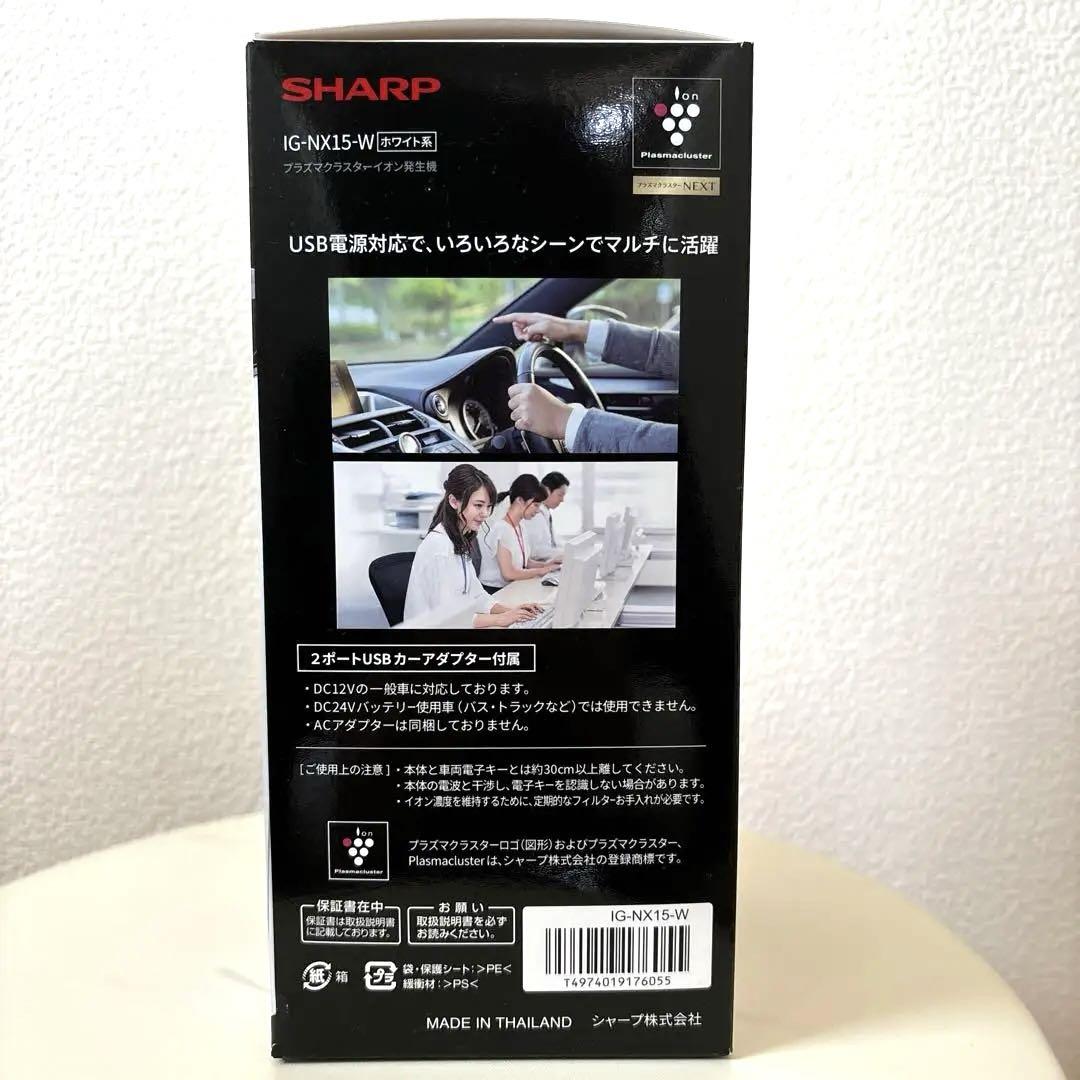 SHARP
IG-NX15-W ホワイト系
プラズマクラスターイオン発生機
Ion
Plasmacluster
プラズマクラスター NEXT
USB電源対応で、いろいろなシーンでマルチに活躍
2ポートUSBカーアダプター付属
・DC12Vの一般車に対応しております。
・DC24Vバッテリー使用車(バス・トラックなど)では使用できません。
・ACアダプターは同梱しておりません。
[ご使用上の注意]・本体と車両電子キーとは約30cm以上離してください。
・本体の電波と干渉し、電子キーを認識しない場合があります。
・イオン濃度を維持するために、定期的なフィルターお手入れが必要です。
Ion
Plasmacluster
プラズマクラスターロゴ(図形)およびプラズマクラスター、
Plasmaclusterは、シャープ株式会社の登録商標です。
保証書在中
保証書は取扱説明書
に記載しております。
お願い
取扱説明書を必ず
お読みください。
IG-NX15-W
T4974019176055
紙 箱
プラ 袋・保護シート:>PE<
緩衝材:>PS<
MADE IN THAILAND シャープ株式会社